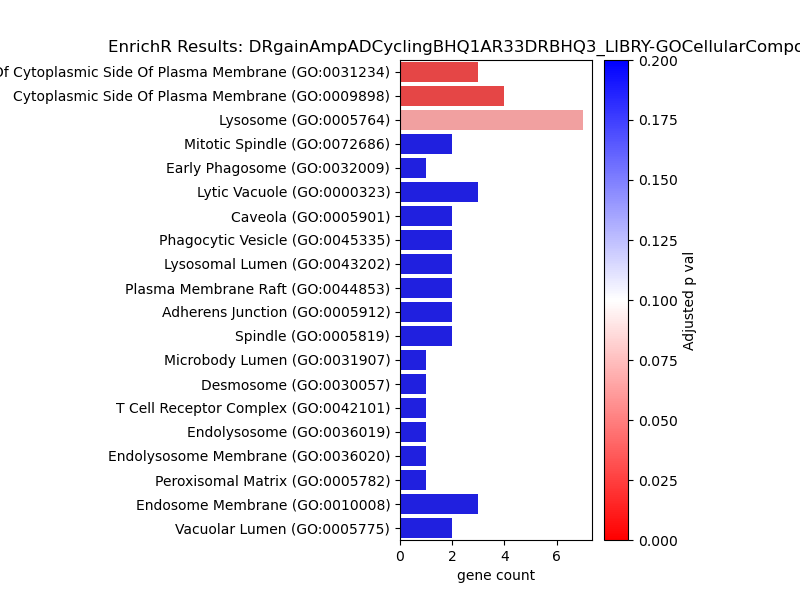 EnrichR Results: DRgainAmpADCyclingBHQ1AR33DRBHQ3_LIBRY-GOCellularCompo
Of Cytoplasmic Side Of Plasma Membrane (GO:0031234)
Cytoplasmic Side Of Plasma Membrane (GO:0009898)
Lysosome (GO:0005764)
Mitotic Spindle (GO:0072686)
Early Phagosome (GO:0032009)
Lytic Vacuole (GO:0000323)
Caveola (GO:0005901)
Phagocytic Vesicle (GO:0045335)
Lysosomal Lumen (GO:0043202)
Plasma Membrane Raft (GO:0044853)
Adherens Junction (GO:0005912)
Spindle (GO:0005819)
Microbody Lumen (GO:0031907)
Desmosome (GO:0030057)
T Cell Receptor Complex (GO:0042101)
Endolysosome (GO:0036019)
Endolysosome Membrane (GO:0036020)
Peroxisomal Matrix (GO:0005782)
Endosome Membrane (GO:0010008)
Vacuolar Lumen (GO:0005775)
0 2 4 6
gene count
0.200
0.175
0.150
0.125
0.100
0.075
0.050
0.025
0.000
Adjusted p val